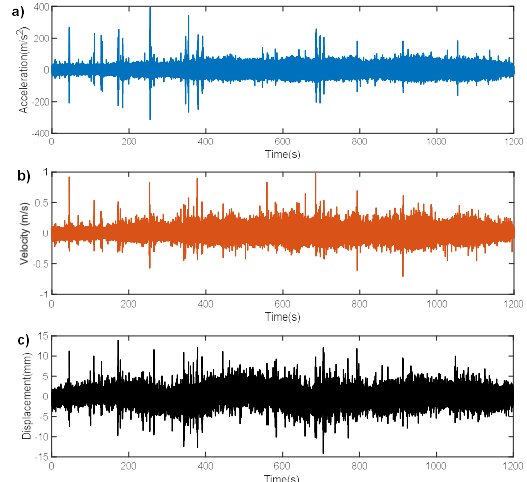 a)
400
200
0
-200
-400
Acceleration(m/s²)
0 200 400 600 800 1000 1200
Time(s)
b)
1
0.5
0
-0.5
-1
Velocity (m/s)
0 200 400 600 800 1000 1200
Time(s)
c)
15
10
5
0
-5
-10
-15
Displacement(mm)
0 200 400 600 800 1000 1200
Time(s)